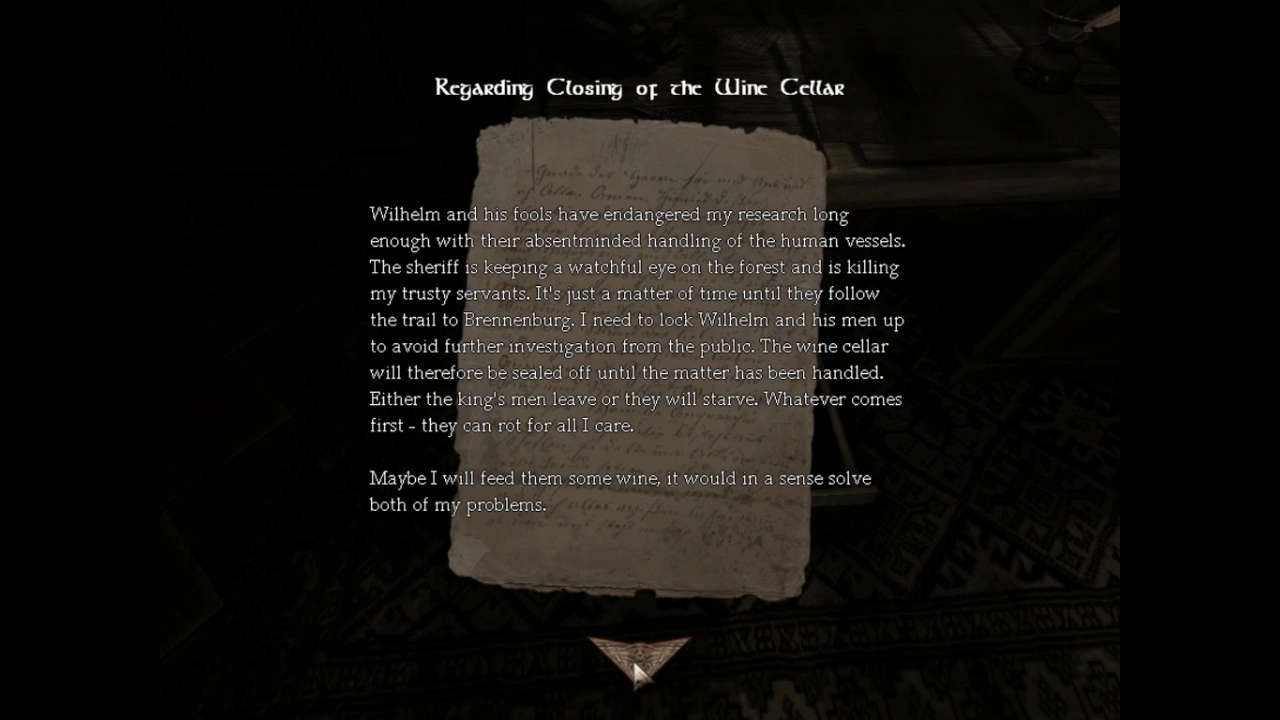 Regarding Closing of the Wine Cellar
Wilhelm and his fools have endangered my research long
enough with their absentminded handling of the human vessels.
The sheriff is keeping a watchful eye on the forest and is killing
my trusty servants. It's just a matter of time until they follow
the trail to Brennenburg. I need to lock Wilhelm and his men up
to avoid further investigation from the public. The wine cellar
will therefore be sealed off until the matter has been handled.
Either the king's men leave or they will starve. Whatever comes
first - they can rot for all I care.
Maybe I will feed them some wine, it would in a sense solve
both of my problems.